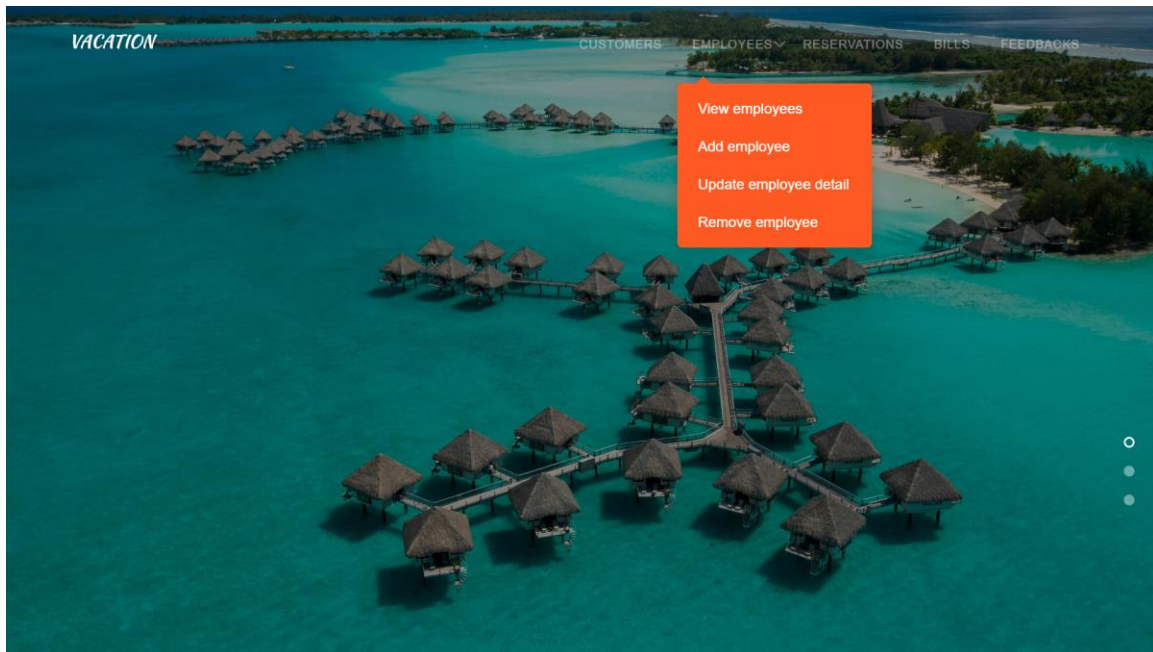 VACATION
CUSTOMERS EMPLOYEES RESERVATIONS BILLS FEEDBACKS
View employees
Add employee
Update employee detail
Remove employee